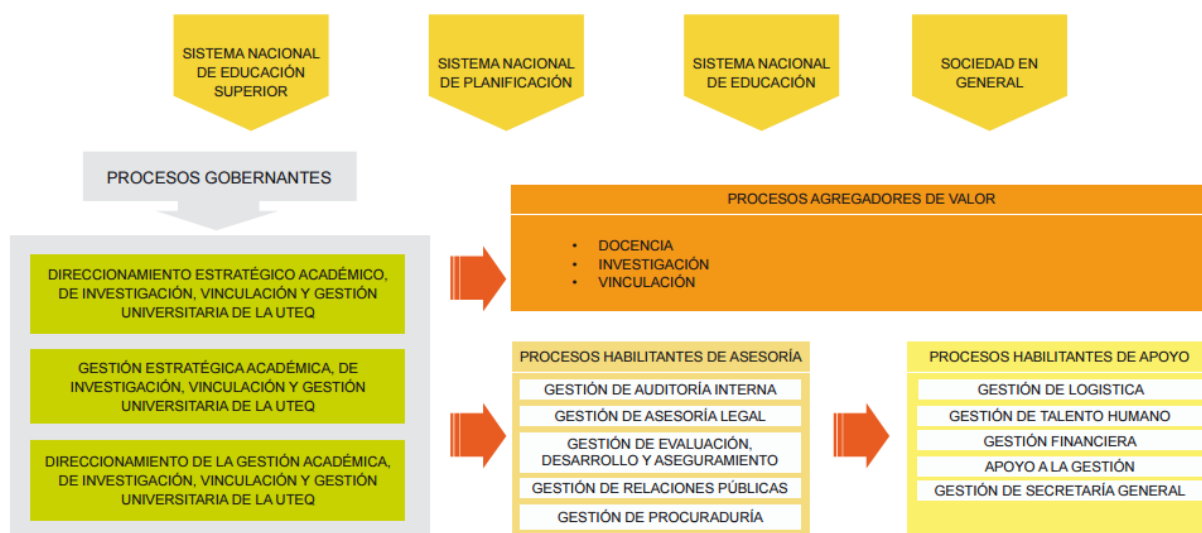 SISTEMA NACIONAL
DE EDUCACIÓN
SUPERIOR
SISTEMA NACIONAL
DE PLANIFICACIÓN
SISTEMA NACIONAL
DE EDUCACIÓN
SOCIEDAD EN
GENERAL
PROCESOS GOBERNANTES
DIRECCIONAMIENTO ESTRATÉGICO ACADÉMICO,
DE INVESTIGACIÓN, VINCULACIÓN Y GESTIÓN
UNIVERSITARIA DE LA UTEQ
GESTIÓN ESTRATÉGICA ACADÉMICA, DE
INVESTIGACIÓN, VINCULACIÓN Y GESTIÓN
UNIVERSITARIA DE LA UTEQ
DIRECCIONAMIENTO DE LA GESTIÓN ACADÉMICA,
DE INVESTIGACIÓN, VINCULACIÓN Y GESTIÓN
UNIVERSITARIA DE LA UTEQ
PROCESOS AGREGADORES DE VALOR
• DOCENCIA
• INVESTIGACIÓN
• VINCULACIÓN
PROCESOS HABILITANTES DE ASESORÍA
GESTIÓN DE AUDITORÍA INTERNA
GESTIÓN DE ASESORÍA LEGAL
GESTIÓN DE EVALUACIÓN,
DESARROLLO Y ASEGURAMIENTO
GESTIÓN DE RELACIONES PÚBLICAS
GESTIÓN DE PROCURADURÍA
PROCESOS HABILITANTES DE APOYO
GESTIÓN DE LOGISTICA
GESTIÓN DE TALENTO HUMANO
GESTIÓN FINANCIERA
APOYO A LA GESTIÓN
GESTIÓN DE SECRETARÍA GENERAL